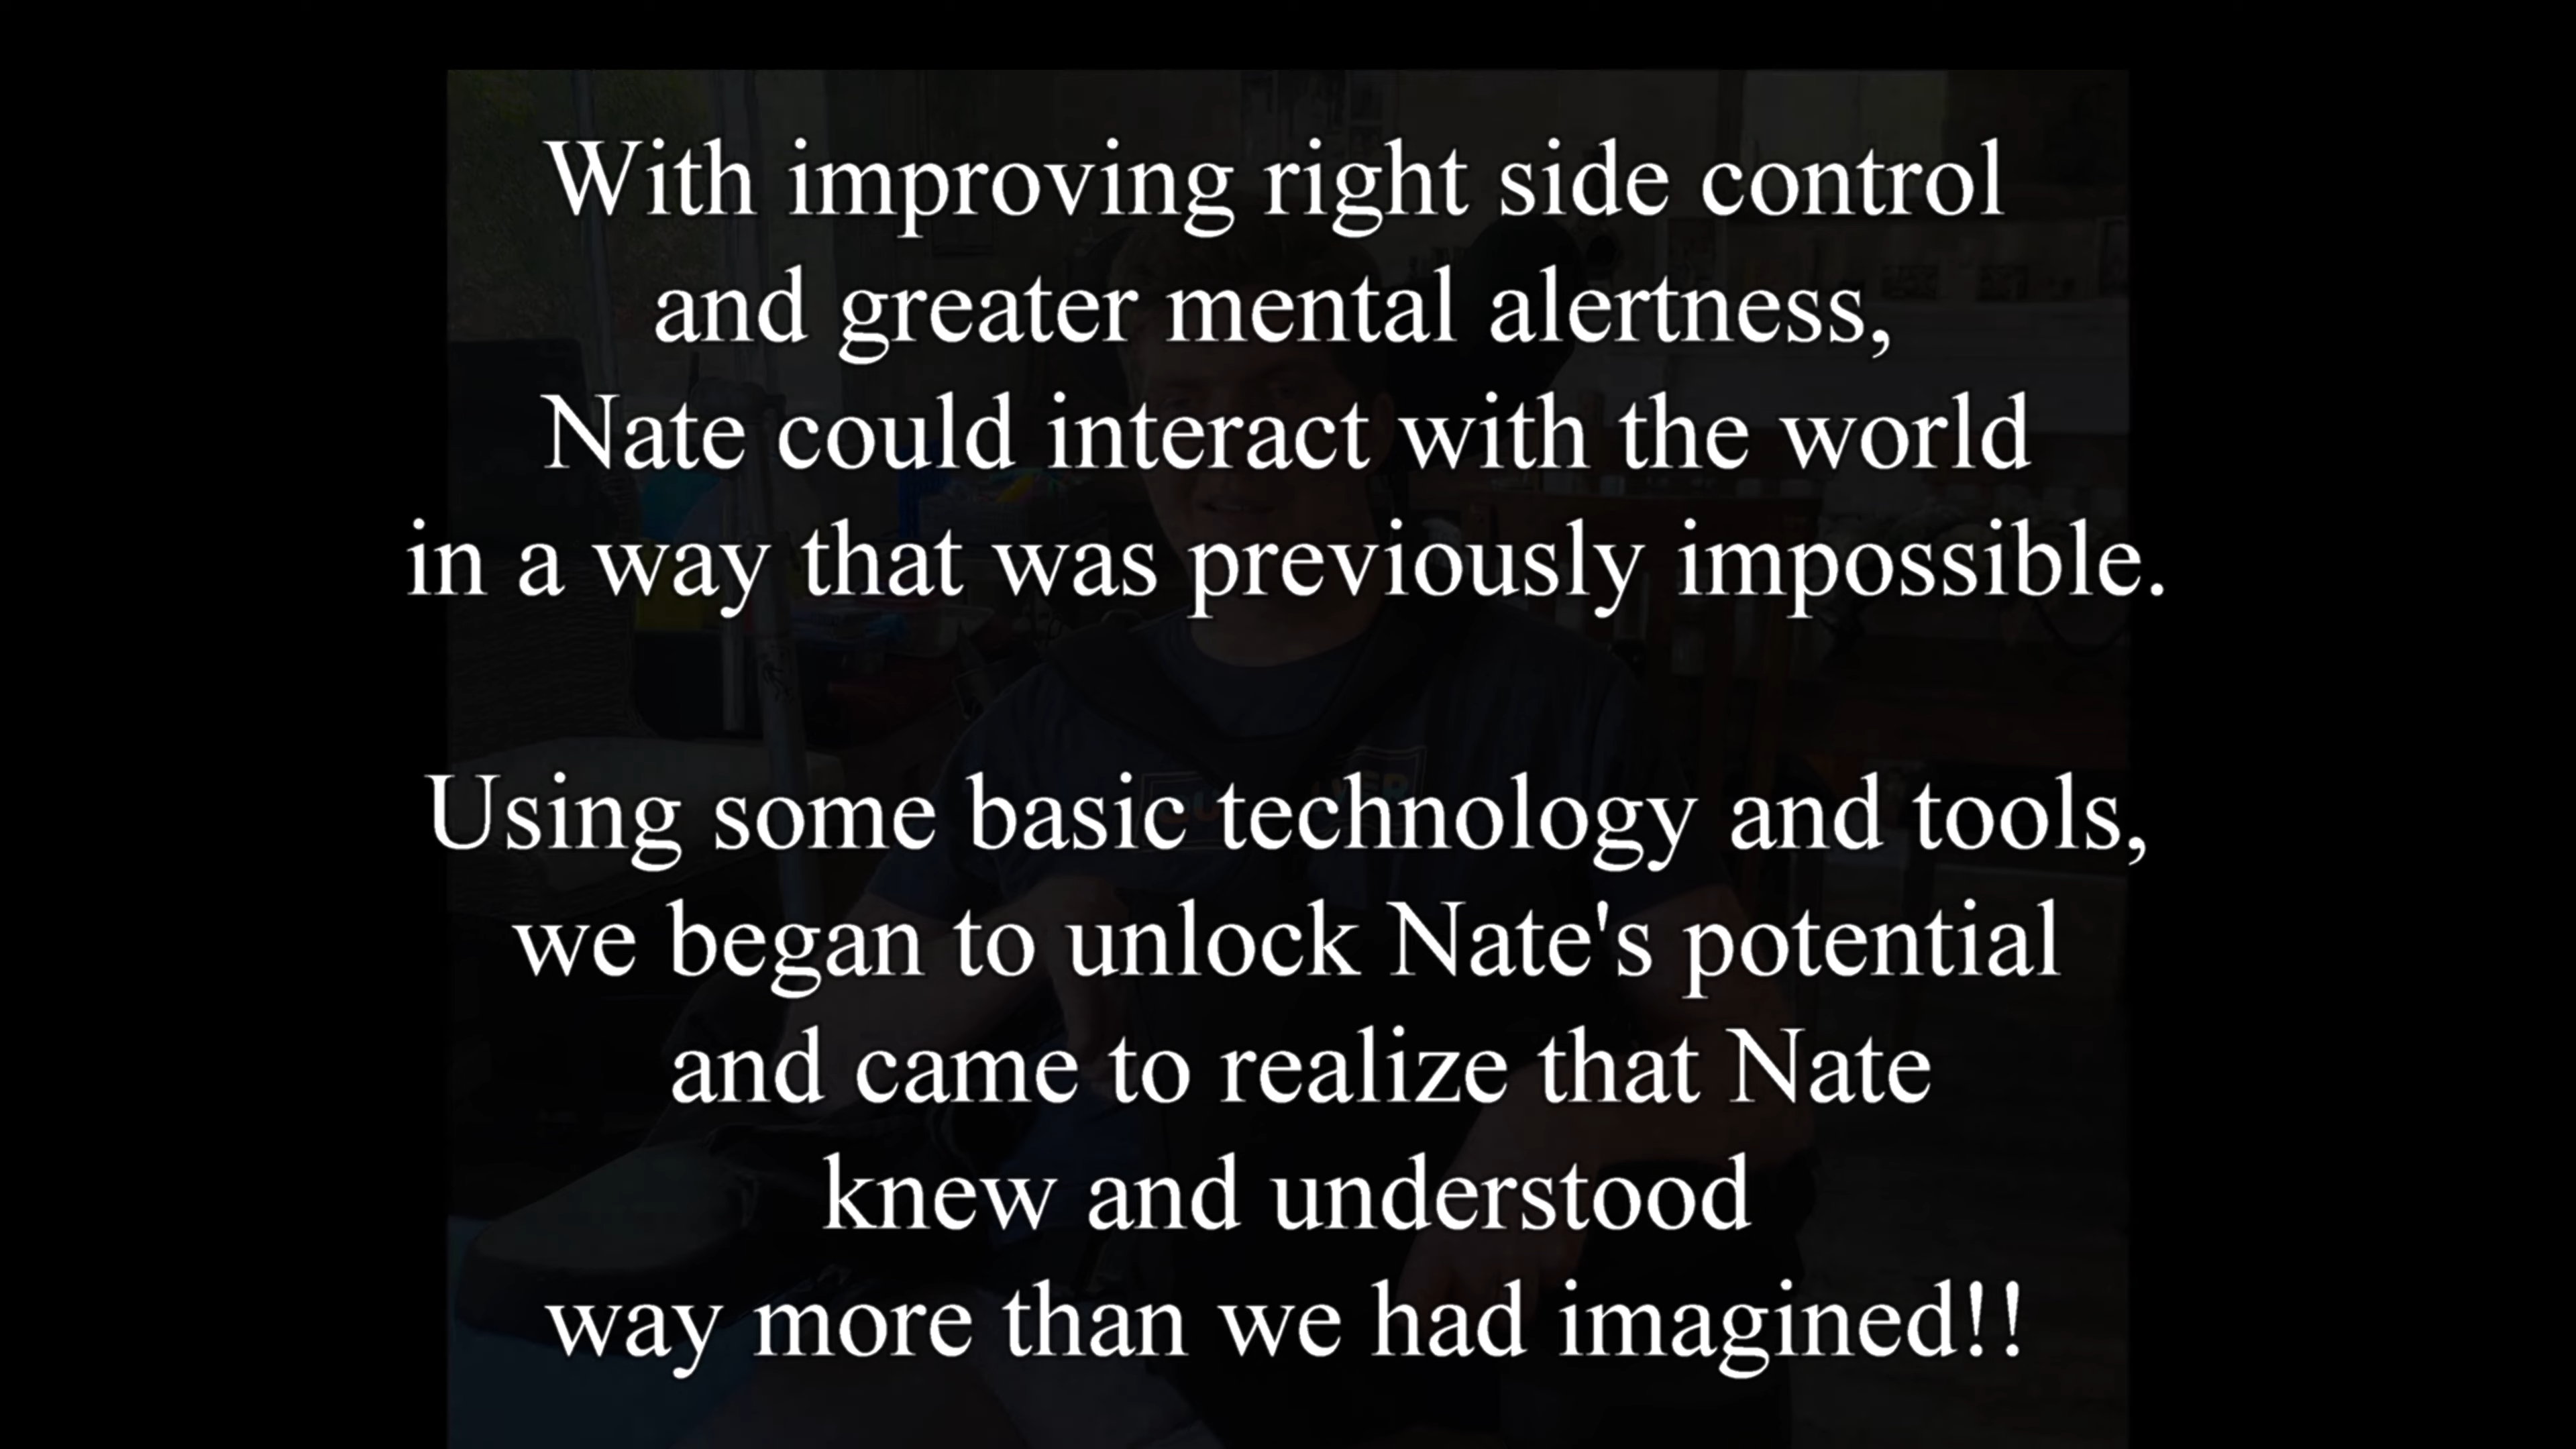 With improving right side control
and greater mental alertness,
Nate could interact with the world
in a way that was previously impossible.
Using some basic technology and tools,
we began to unlock Nate's potential
and came to realize that Nate
knew and understood
way more than we had imagined!!